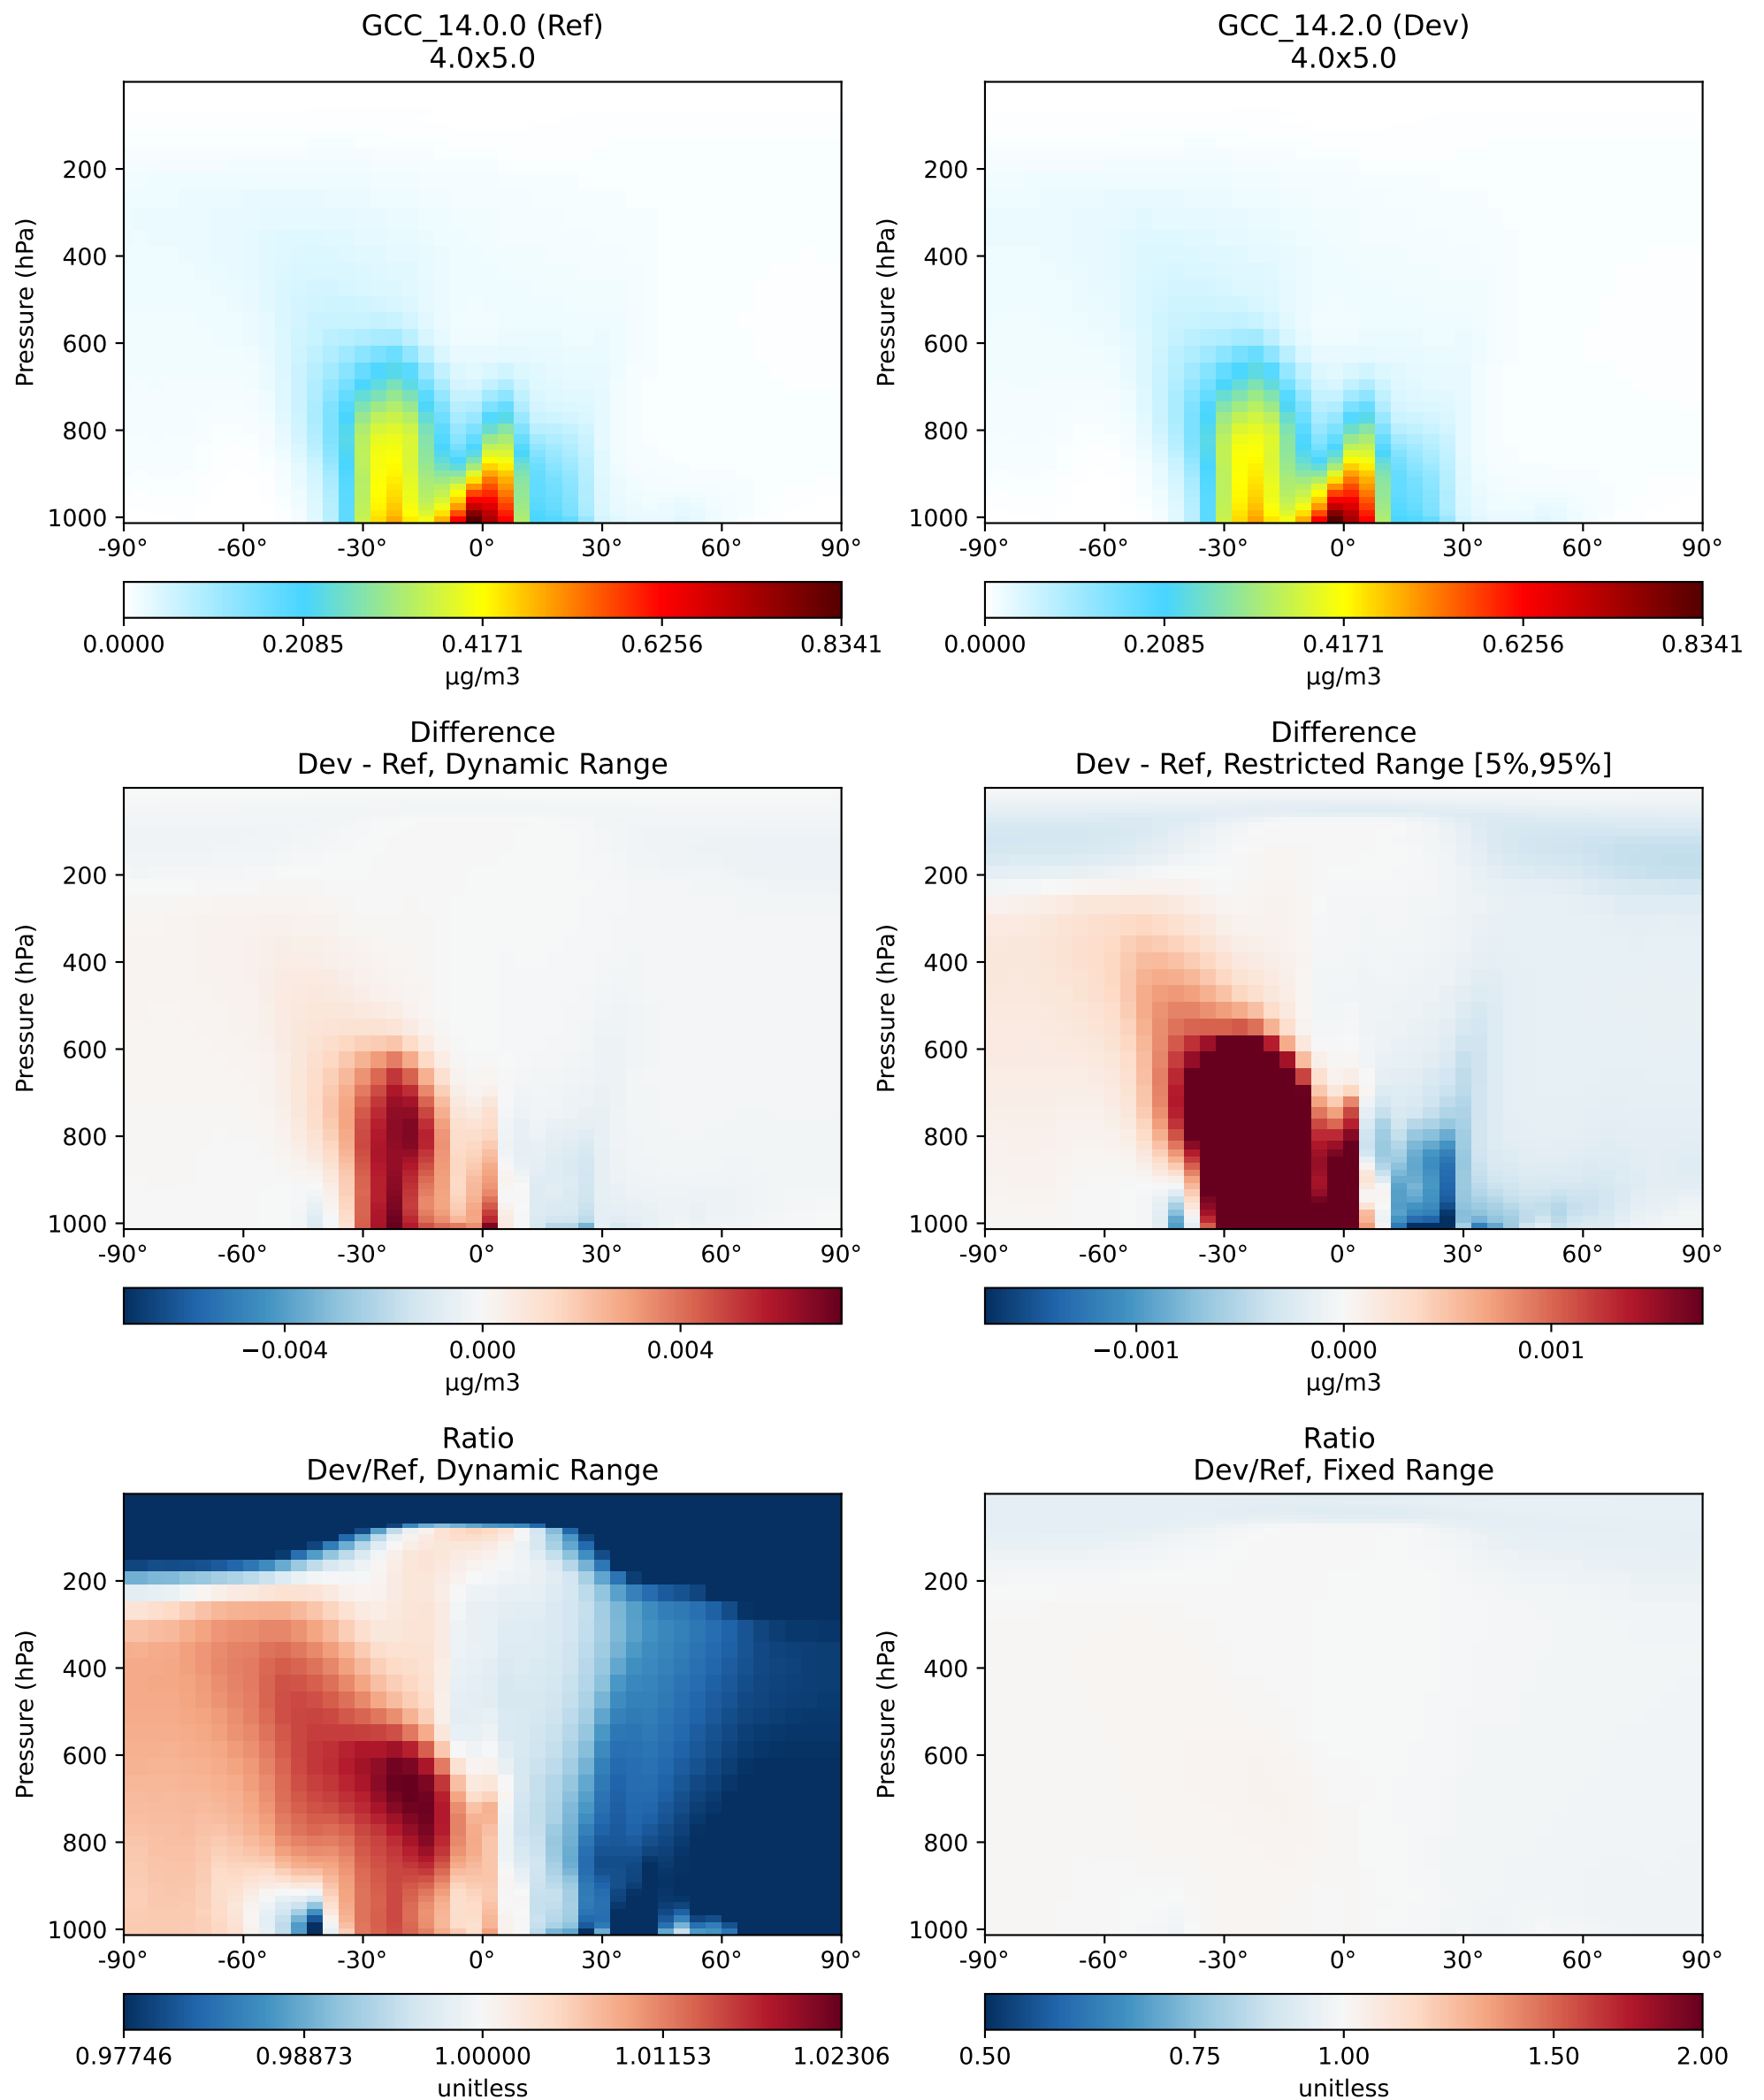 GCC_14.0.0 (Ref)
4.0x5.0
Pressure (hPa)
200
400
600
800
1000
-90° -60° -30° 0° 30° 60° 90°
0.0000 0.2085 0.4171 0.6256 0.8341
µg/m3
GCC_14.2.0 (Dev)
4.0x5.0
Pressure (hPa)
200
400
600
800
1000
-90° -60° -30° 0° 30° 60° 90°
0.0000 0.2085 0.4171 0.6256 0.8341
µg/m3
Difference
Dev - Ref, Dynamic Range
Pressure (hPa)
200
400
600
800
1000
-90° -60° -30° 0° 30° 60° 90°
−0.004 0.000 0.004
µg/m3
Difference
Dev - Ref, Restricted Range [5%,95%]
Pressure (hPa)
200
400
600
800
1000
-90° -60° -30° 0° 30° 60° 90°
−0.001 0.000 0.001
µg/m3
Ratio
Dev/Ref, Dynamic Range
Pressure (hPa)
200
400
600
800
1000
-90° -60° -30° 0° 30° 60° 90°
0.97746 0.98873 1.00000 1.01153 1.02306
unitless
Ratio
Dev/Ref, Fixed Range
Pressure (hPa)
200
400
600
800
1000
-90° -60° -30° 0° 30° 60° 90°
0.50 0.75 1.00 1.50 2.00
unitless